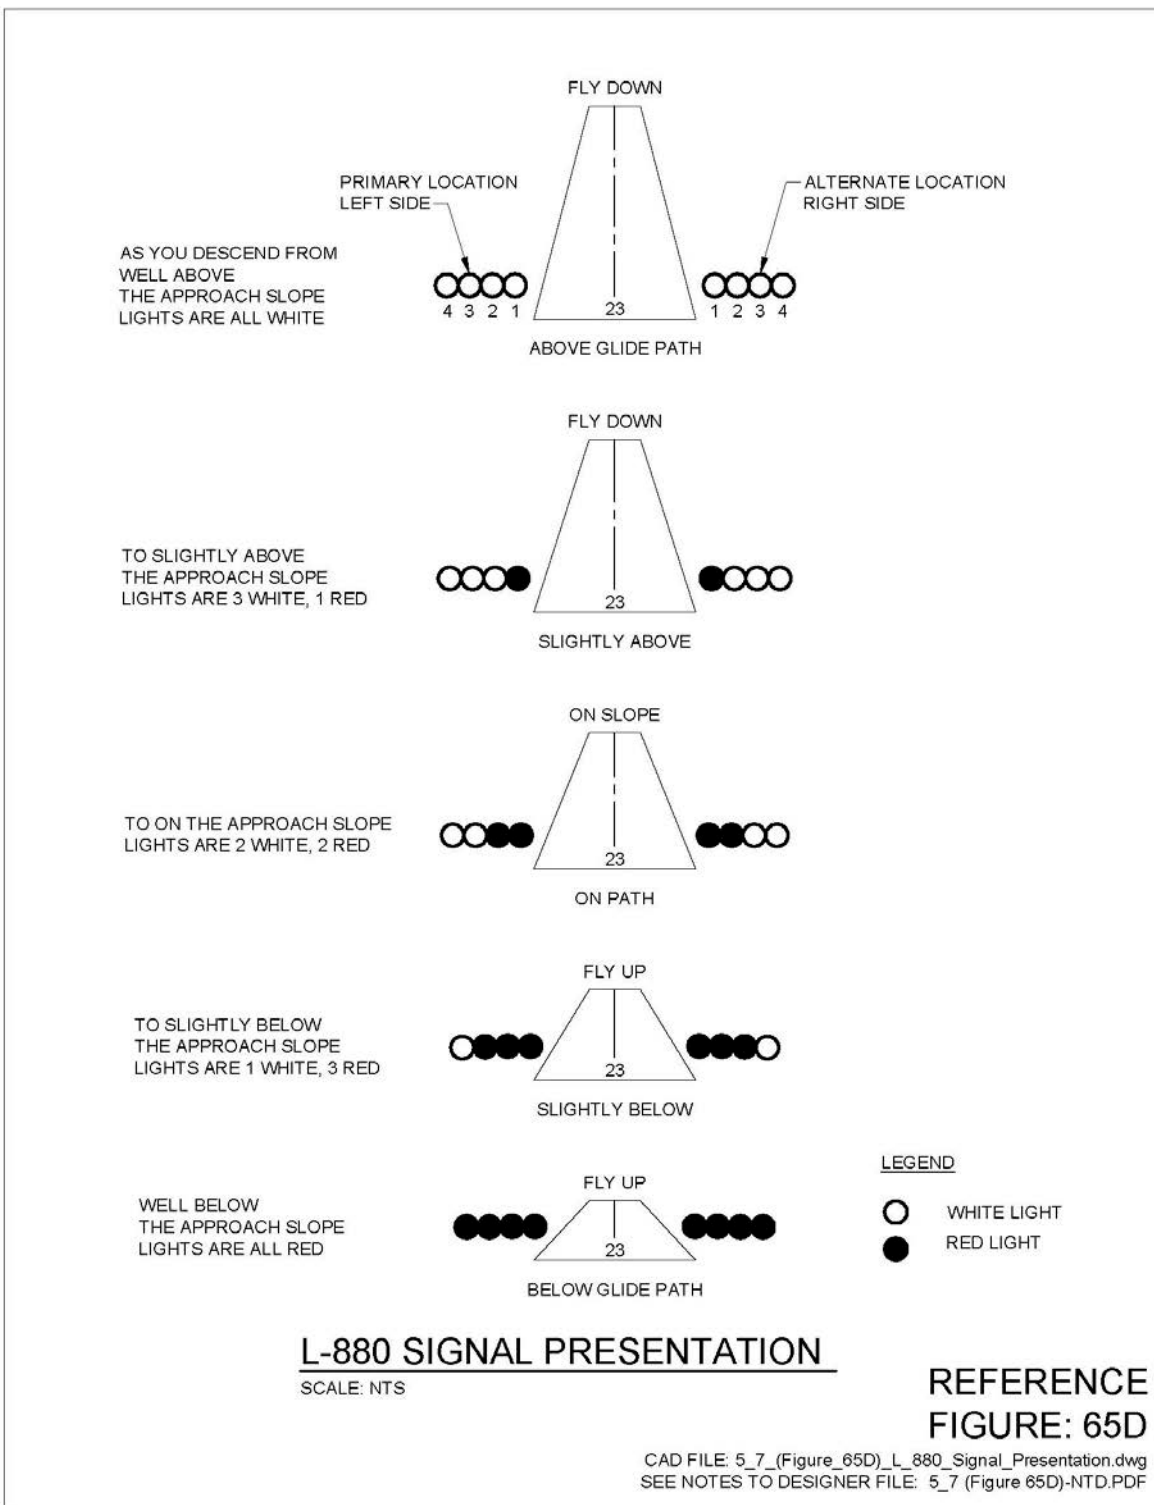 FLY DOWN
PRIMARY LOCATION
LEFT SIDE
ALTERNATE LOCATION
RIGHT SIDE
AS YOU DESCEND FROM
WELL ABOVE
THE APPROACH SLOPE
LIGHTS ARE ALL WHITE
4 3 2 1
23
1 2 3 4
ABOVE GLIDE PATH
FLY DOWN
TO SLIGHTLY ABOVE
THE APPROACH SLOPE
LIGHTS ARE 3 WHITE, 1 RED
23
SLIGHTLY ABOVE
ON SLOPE
TO ON THE APPROACH SLOPE
LIGHTS ARE 2 WHITE, 2 RED
23
ON PATH
FLY UP
TO SLIGHTLY BELOW
THE APPROACH SLOPE
LIGHTS ARE 1 WHITE, 3 RED
23
SLIGHTLY BELOW
FLY UP
WELL BELOW
THE APPROACH SLOPE
LIGHTS ARE ALL RED
23
BELOW GLIDE PATH
LEGEND
WHITE LIGHT
RED LIGHT
L-880 SIGNAL PRESENTATION
SCALE: NTS
REFERENCE
FIGURE: 65D
CAD FILE: 5_7_(Figure_65D)_L_880_Signal_Presentation.dwg
SEE NOTES TO DESIGNER FILE: 5_7 (Figure 65D)-NTD.PDF